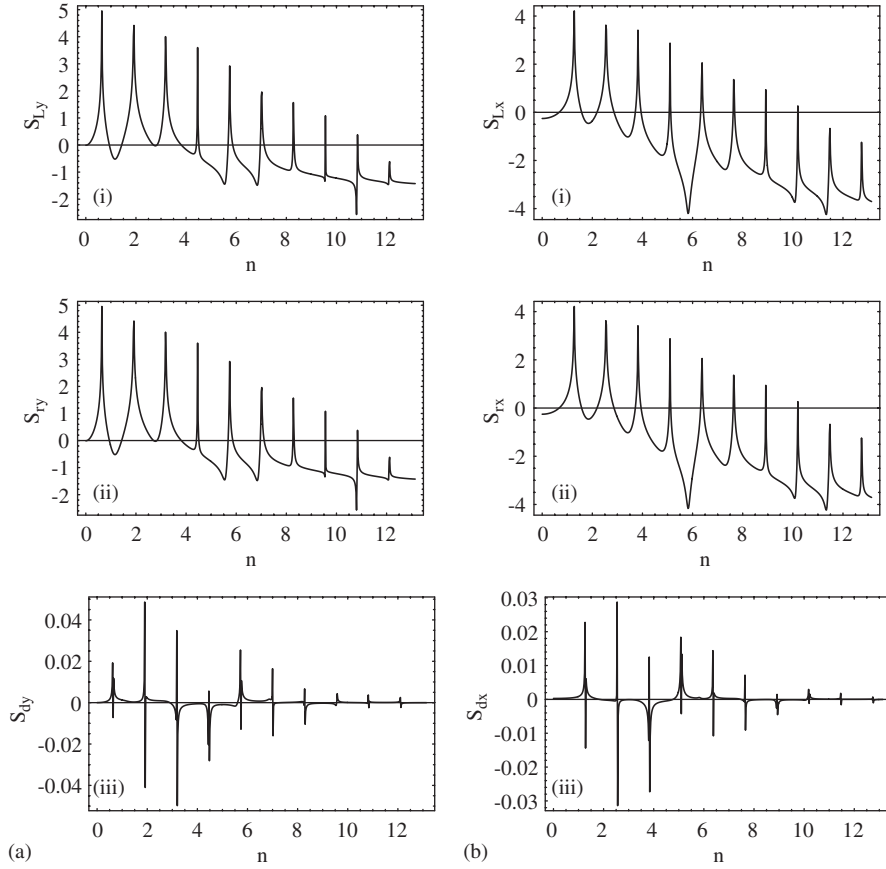 5
4
3
2
1
0
-1
-2
S_Ly
(i)
0 2 4 6 8 10 12
n
4
2
0
-2
-4
S_Lx
(i)
0 2 4 6 8 10 12
n
5
4
3
2
1
0
-1
-2
S_ry
(ii)
0 2 4 6 8 10 12
n
4
2
0
-2
-4
S_rx
(ii)
0 2 4 6 8 10 12
n
0.04
0.02
0
-0.02
-0.04
S_dy
(iii)
0 2 4 6 8 10 12
n
(a)
0.03
0.02
0.01
0
-0.01
-0.02
-0.03
S_dx
(iii)
0 2 4 6 8 10 12
n
(b)